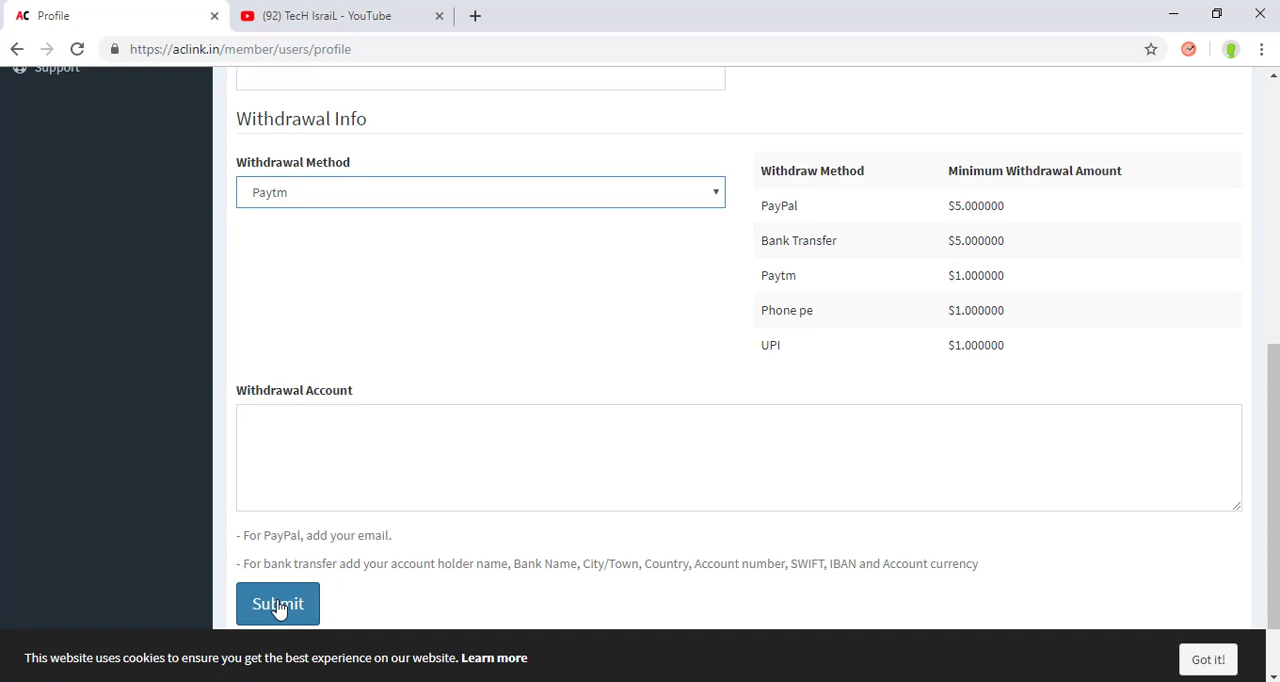 AC Profile
(92) TecH IsraiL - YouTube
https://aclink.in/member/users/profile
Support
Withdrawal Info
Withdrawal Method
Paytm
Withdraw Method Minimum Withdrawal Amount
PayPal $5.000000
Bank Transfer $5.000000
Paytm $1.000000
Phone pe $1.000000
UPI $1.000000
Withdrawal Account
- For PayPal, add your email.
- For bank transfer add your account holder name, Bank Name, City/Town, Country, Account number, SWIFT, IBAN and Account currency
Submit
This website uses cookies to ensure you get the best experience on our website. Learn more
Got it!